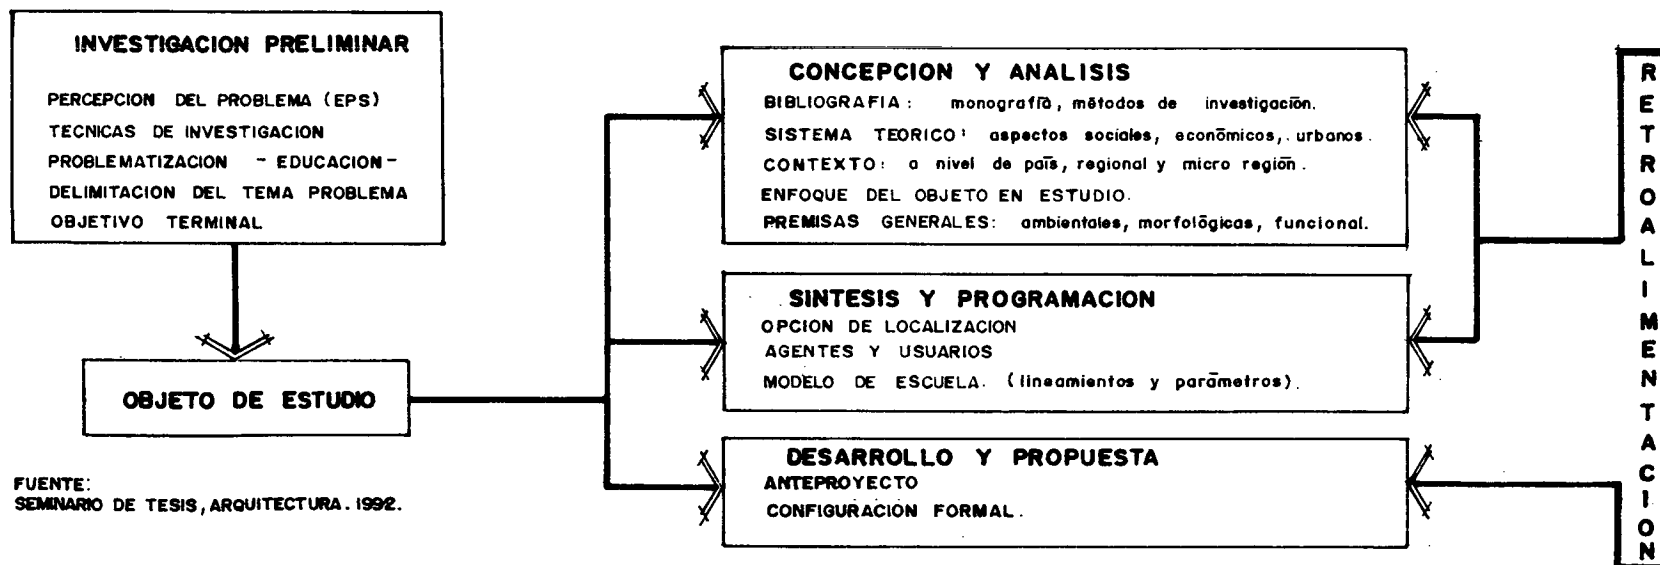 INVESTIGACION PRELIMINAR
PERCEPCION DEL PROBLEMA (EPS)
TECNICAS DE INVESTIGACION
PROBLEMATIZACION - EDUCACION -
DELIMITACION DEL TEMA PROBLEMA
OBJETIVO TERMINAL
OBJETO DE ESTUDIO
FUENTE:
SEMINARIO DE TESIS, ARQUITECTURA. 1992.
CONCEPCION Y ANALISIS
BIBLIOGRAFIA: monografía, métodos de investigación.
SISTEMA TEORICO: aspectos sociales, económicos, urbanos.
CONTEXTO: a nivel de país, regional y micro región.
ENFOQUE DEL OBJETO EN ESTUDIO.
PREMISAS GENERALES: ambientales, morfológicas, funcional.
SINTESIS Y PROGRAMACION
OPCION DE LOCALIZACION
AGENTES Y USUARIOS
MODELO DE ESCUELA. (lineamientos y parámetros).
DESARROLLO Y PROPUESTA
ANTEPROYECTO
CONFIGURACION FORMAL.
RETROALIMENTACION